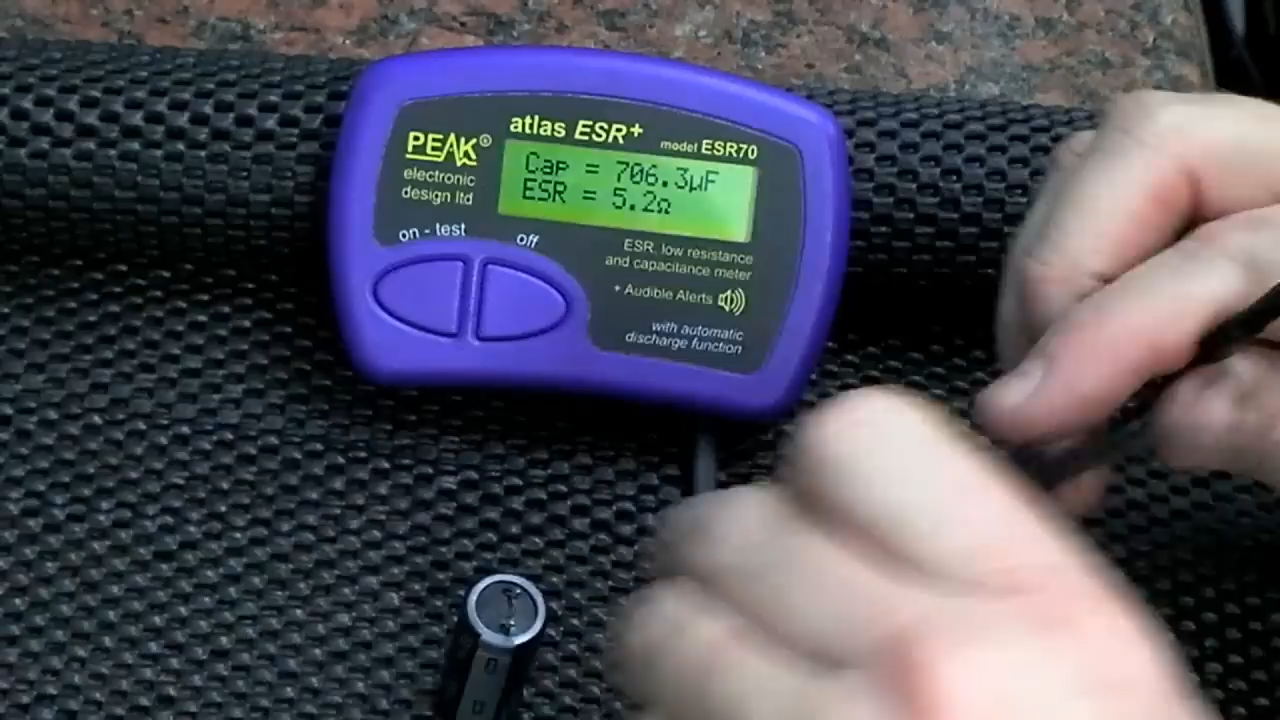 atlas ESR+
model ESR70
PEAK®
electronic
design ltd
Cap = 706.3µF
ESR = 5.2Ω
on - test
off
ESR, low resistance
and capacitance meter
+ Audible Alerts
with automatic
discharge function